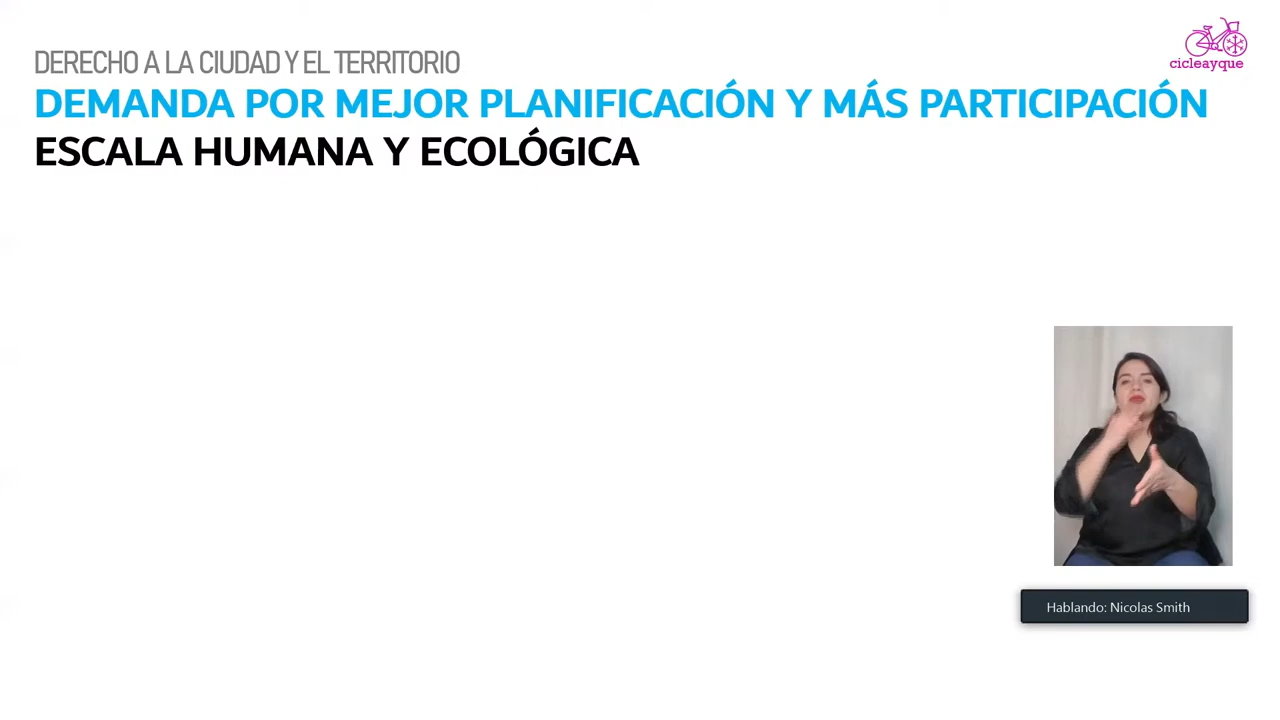 DERECHO A LA CIUDAD Y EL TERRITORIO
DEMANDA POR MEJOR PLANIFICACIÓN Y MÁS PARTICIPACIÓN
ESCALA HUMANA Y ECOLÓGICA
cicleayque
Hablando: Nicolas Smith